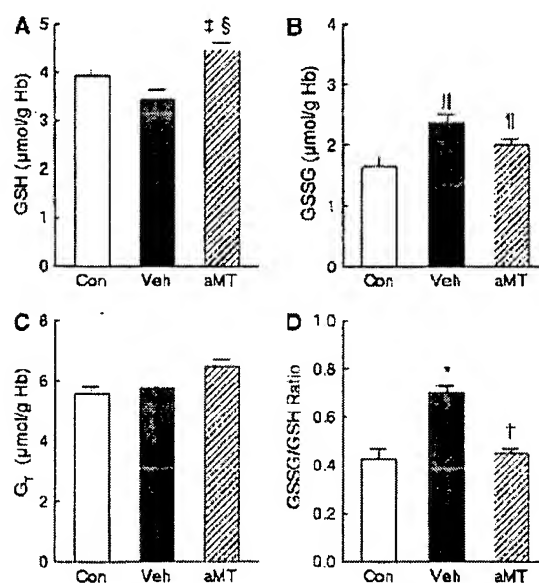 A
GSH (µmol/g Hb)
5
4
3
2
1
0
‡ §
Con Veh aMT
B
GSSG (µmol/g Hb)
4
3
2
1
0
¶
Con Veh aMT
C
G_T (µmol/g Hb)
8
6
4
2
0
Con Veh aMT
D
GSSG/GSH Ratio
1.0
0.8
0.6
0.4
0.2
0.0
*
†
Con Veh aMT